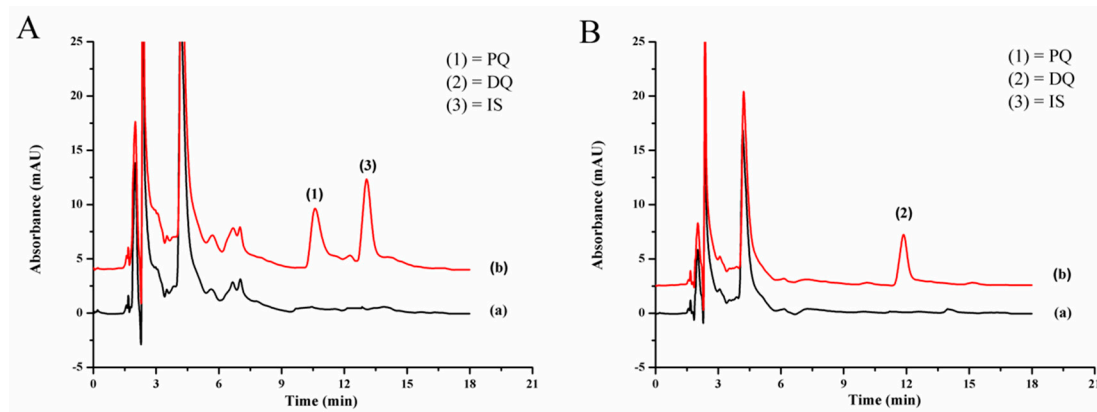 A
25
20
15
10
5
0
-5
Absorbance (mAU)
0 3 6 9 12 15 18 21
Time (min)
(1) = PQ
(2) = DQ
(3) = IS
(1)
(3)
(b)
(a)
B
25
20
15
10
5
0
-5
Absorbance (mAU)
0 3 6 9 12 15 18 21
Time (min)
(1) = PQ
(2) = DQ
(3) = IS
(2)
(b)
(a)